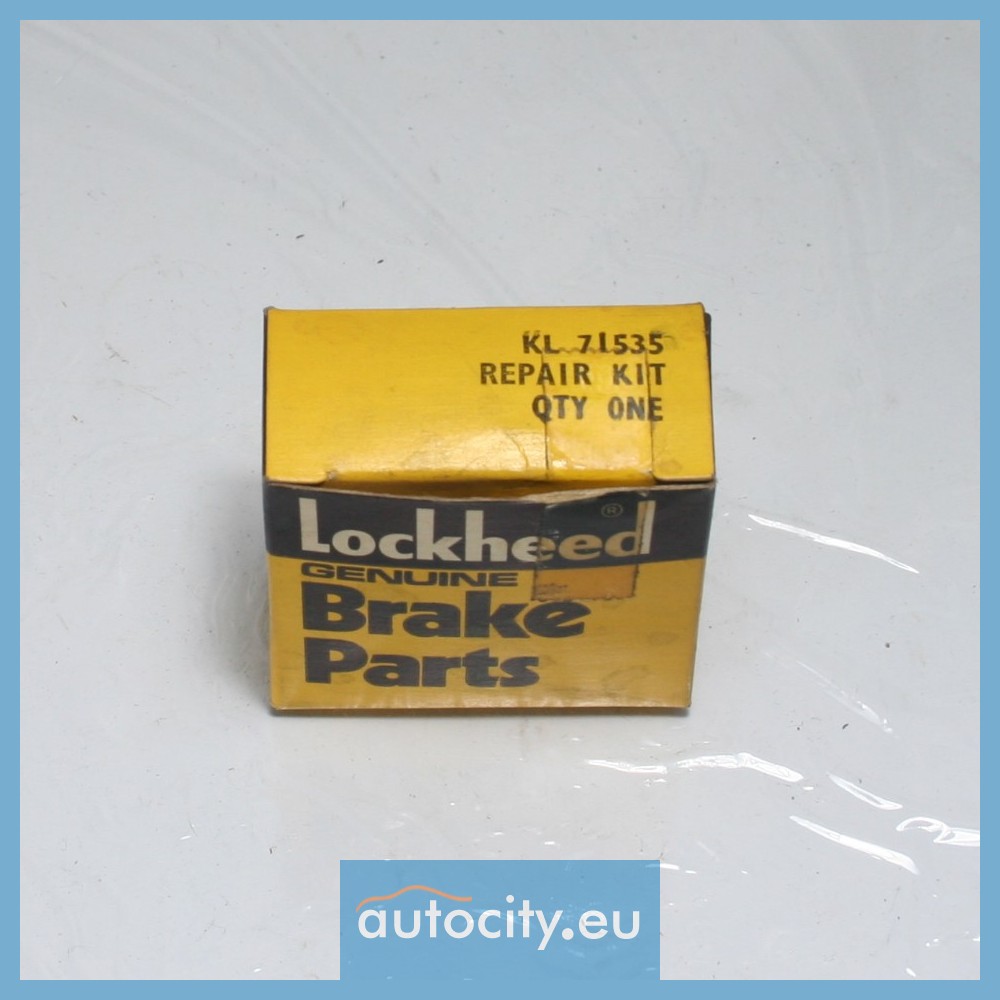 KL 71535
REPAIR KIT
QTY ONE
Lockheed®
GENUINE
Brake
Parts
autocity.eu